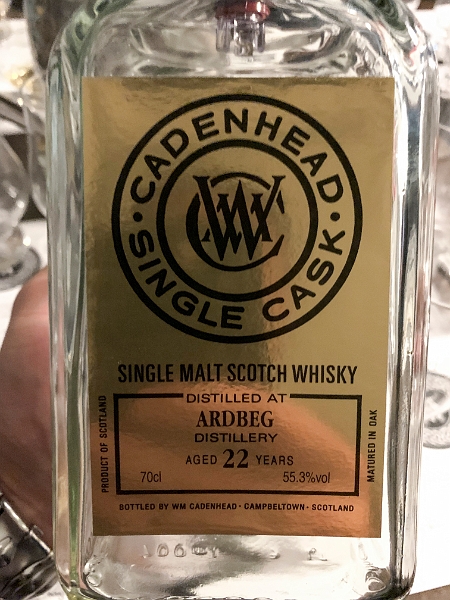 CADENHEAD
WMC
· SINGLE CASK ·
SINGLE MALT SCOTCH WHISKY
DISTILLED AT
ARDBEG
DISTILLERY
AGED 22 YEARS
70cl 55.3%vol
PRODUCT OF SCOTLAND
MATURED IN OAK
BOTTLED BY WM CADENHEAD · CAMPBELTOWN · SCOTLAND